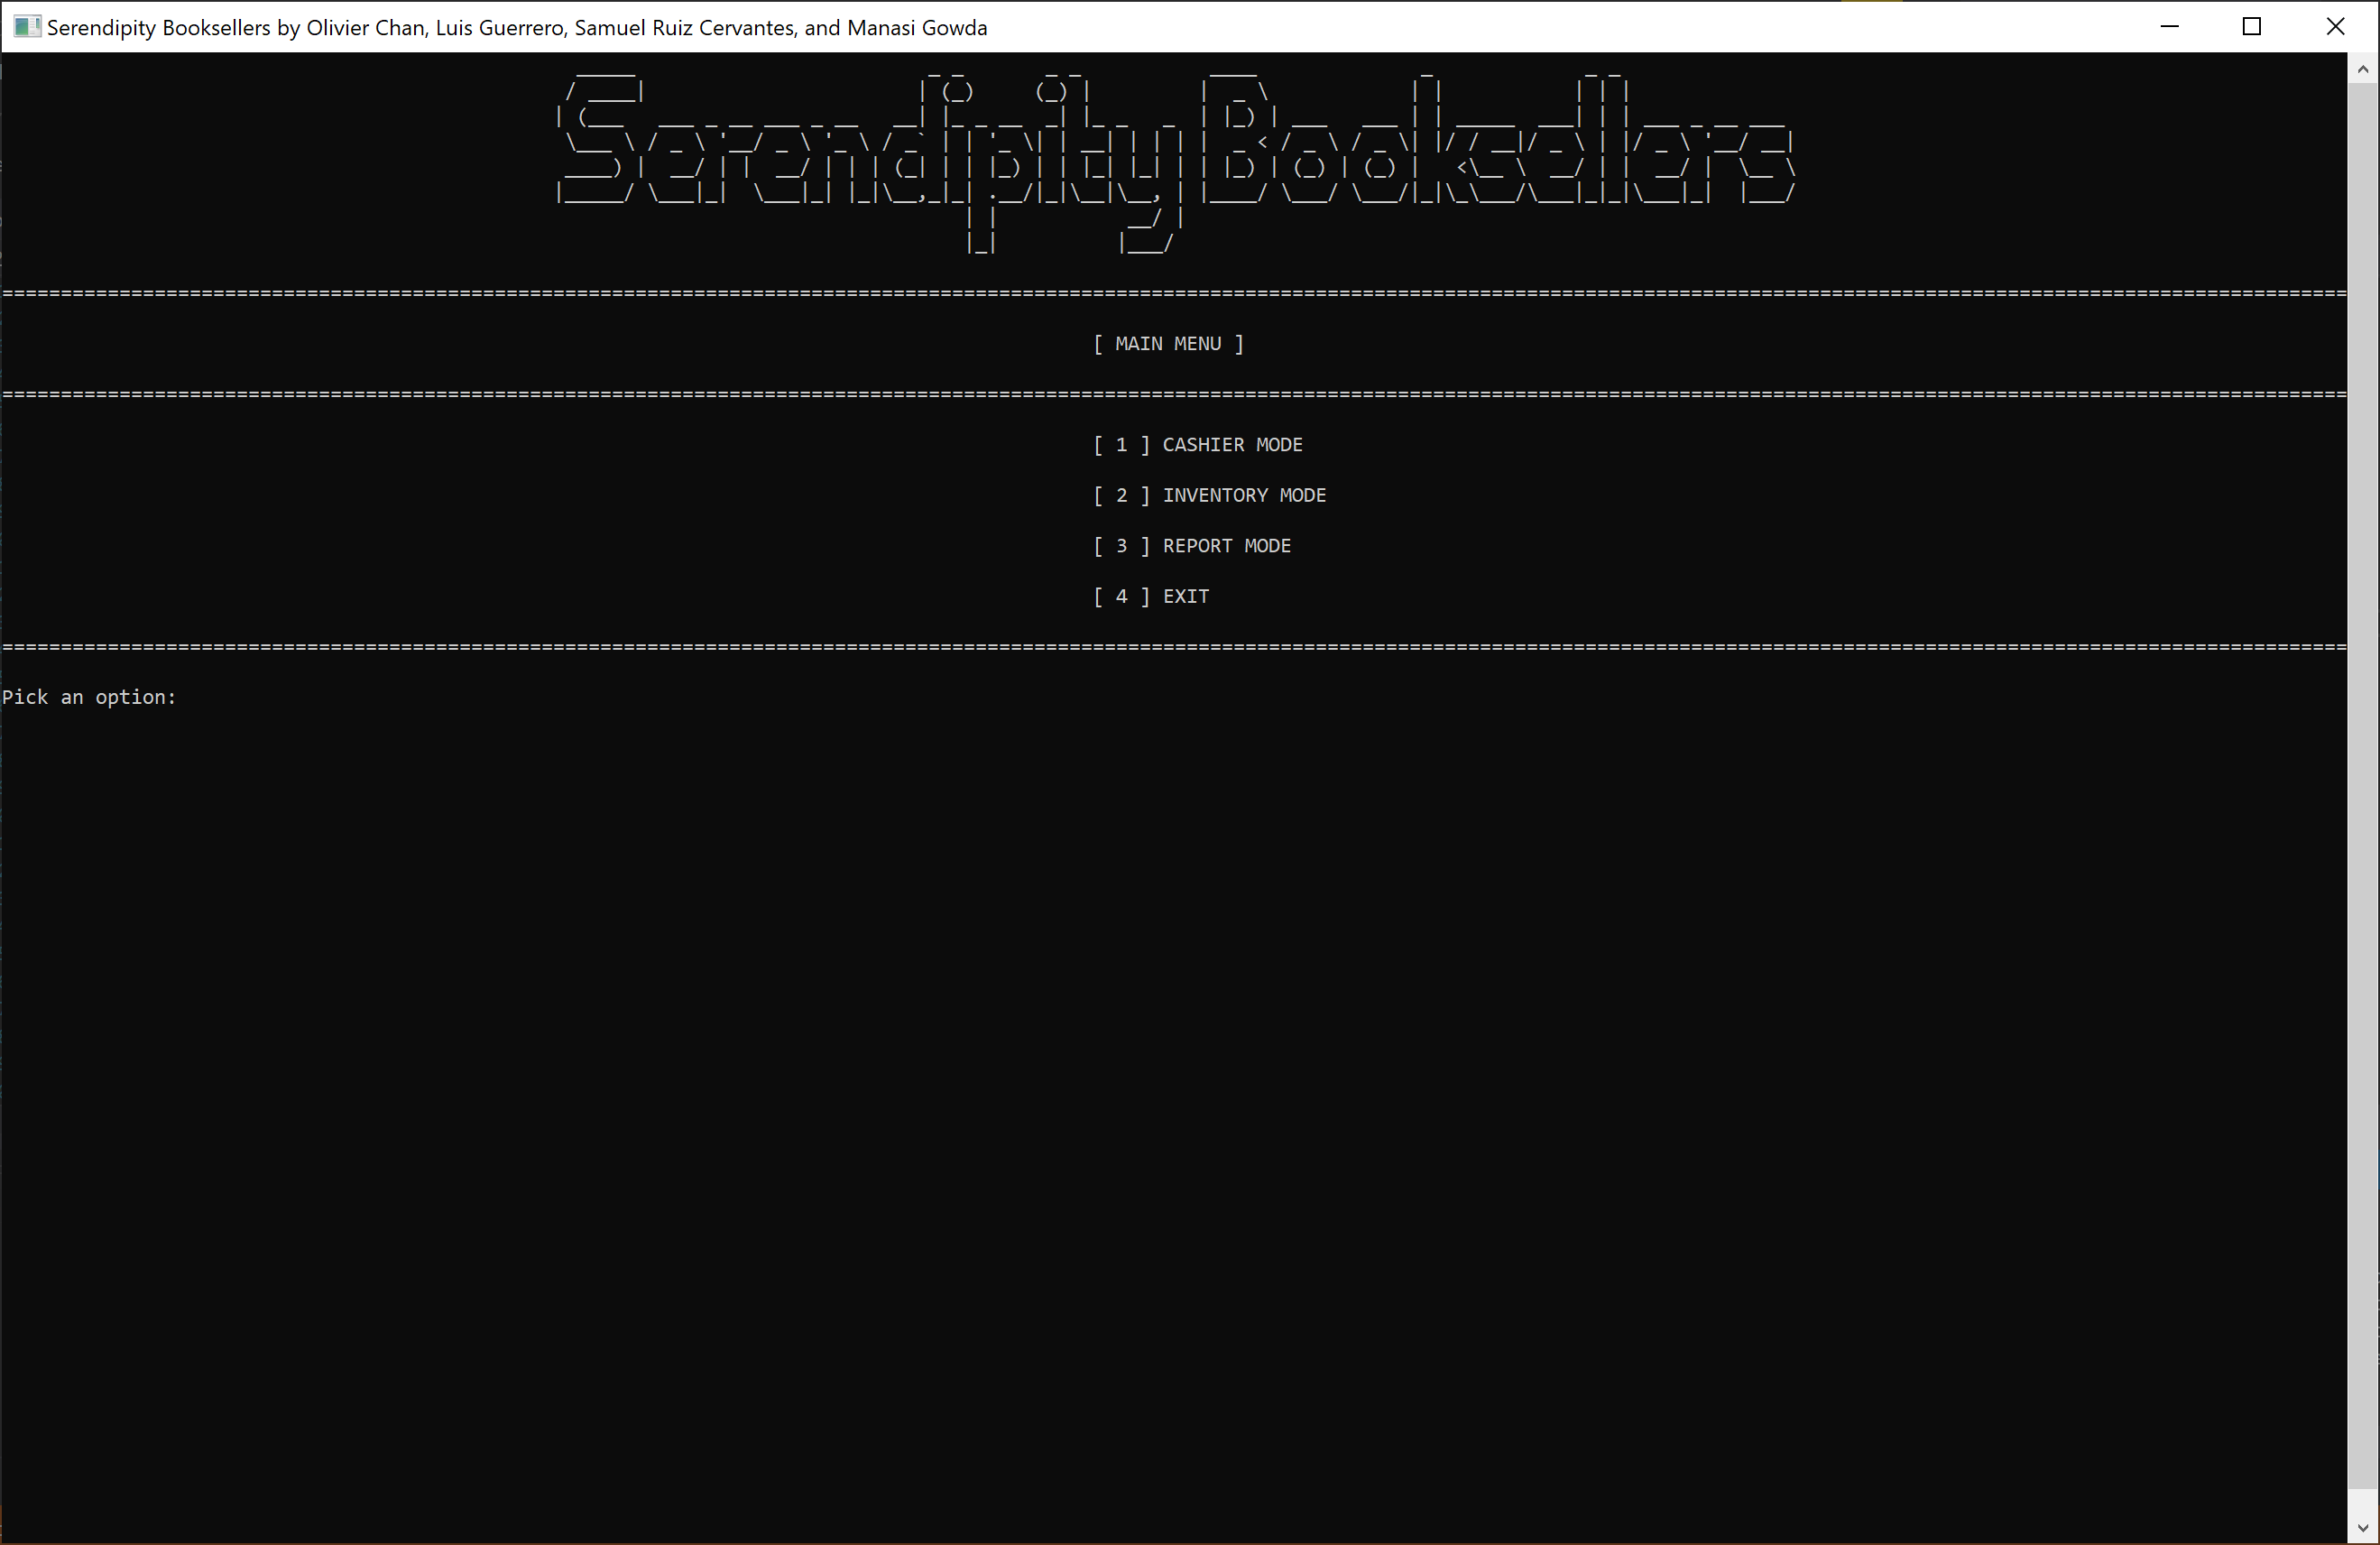 Serendipity Booksellers by Olivier Chan, Luis Guerrero, Samuel Ruiz Cervantes, and Manasi Gowda
Serendipity Booksellers
[ MAIN MENU ]
[ 1 ] CASHIER MODE
[ 2 ] INVENTORY MODE
[ 3 ] REPORT MODE
[ 4 ] EXIT
Pick an option: